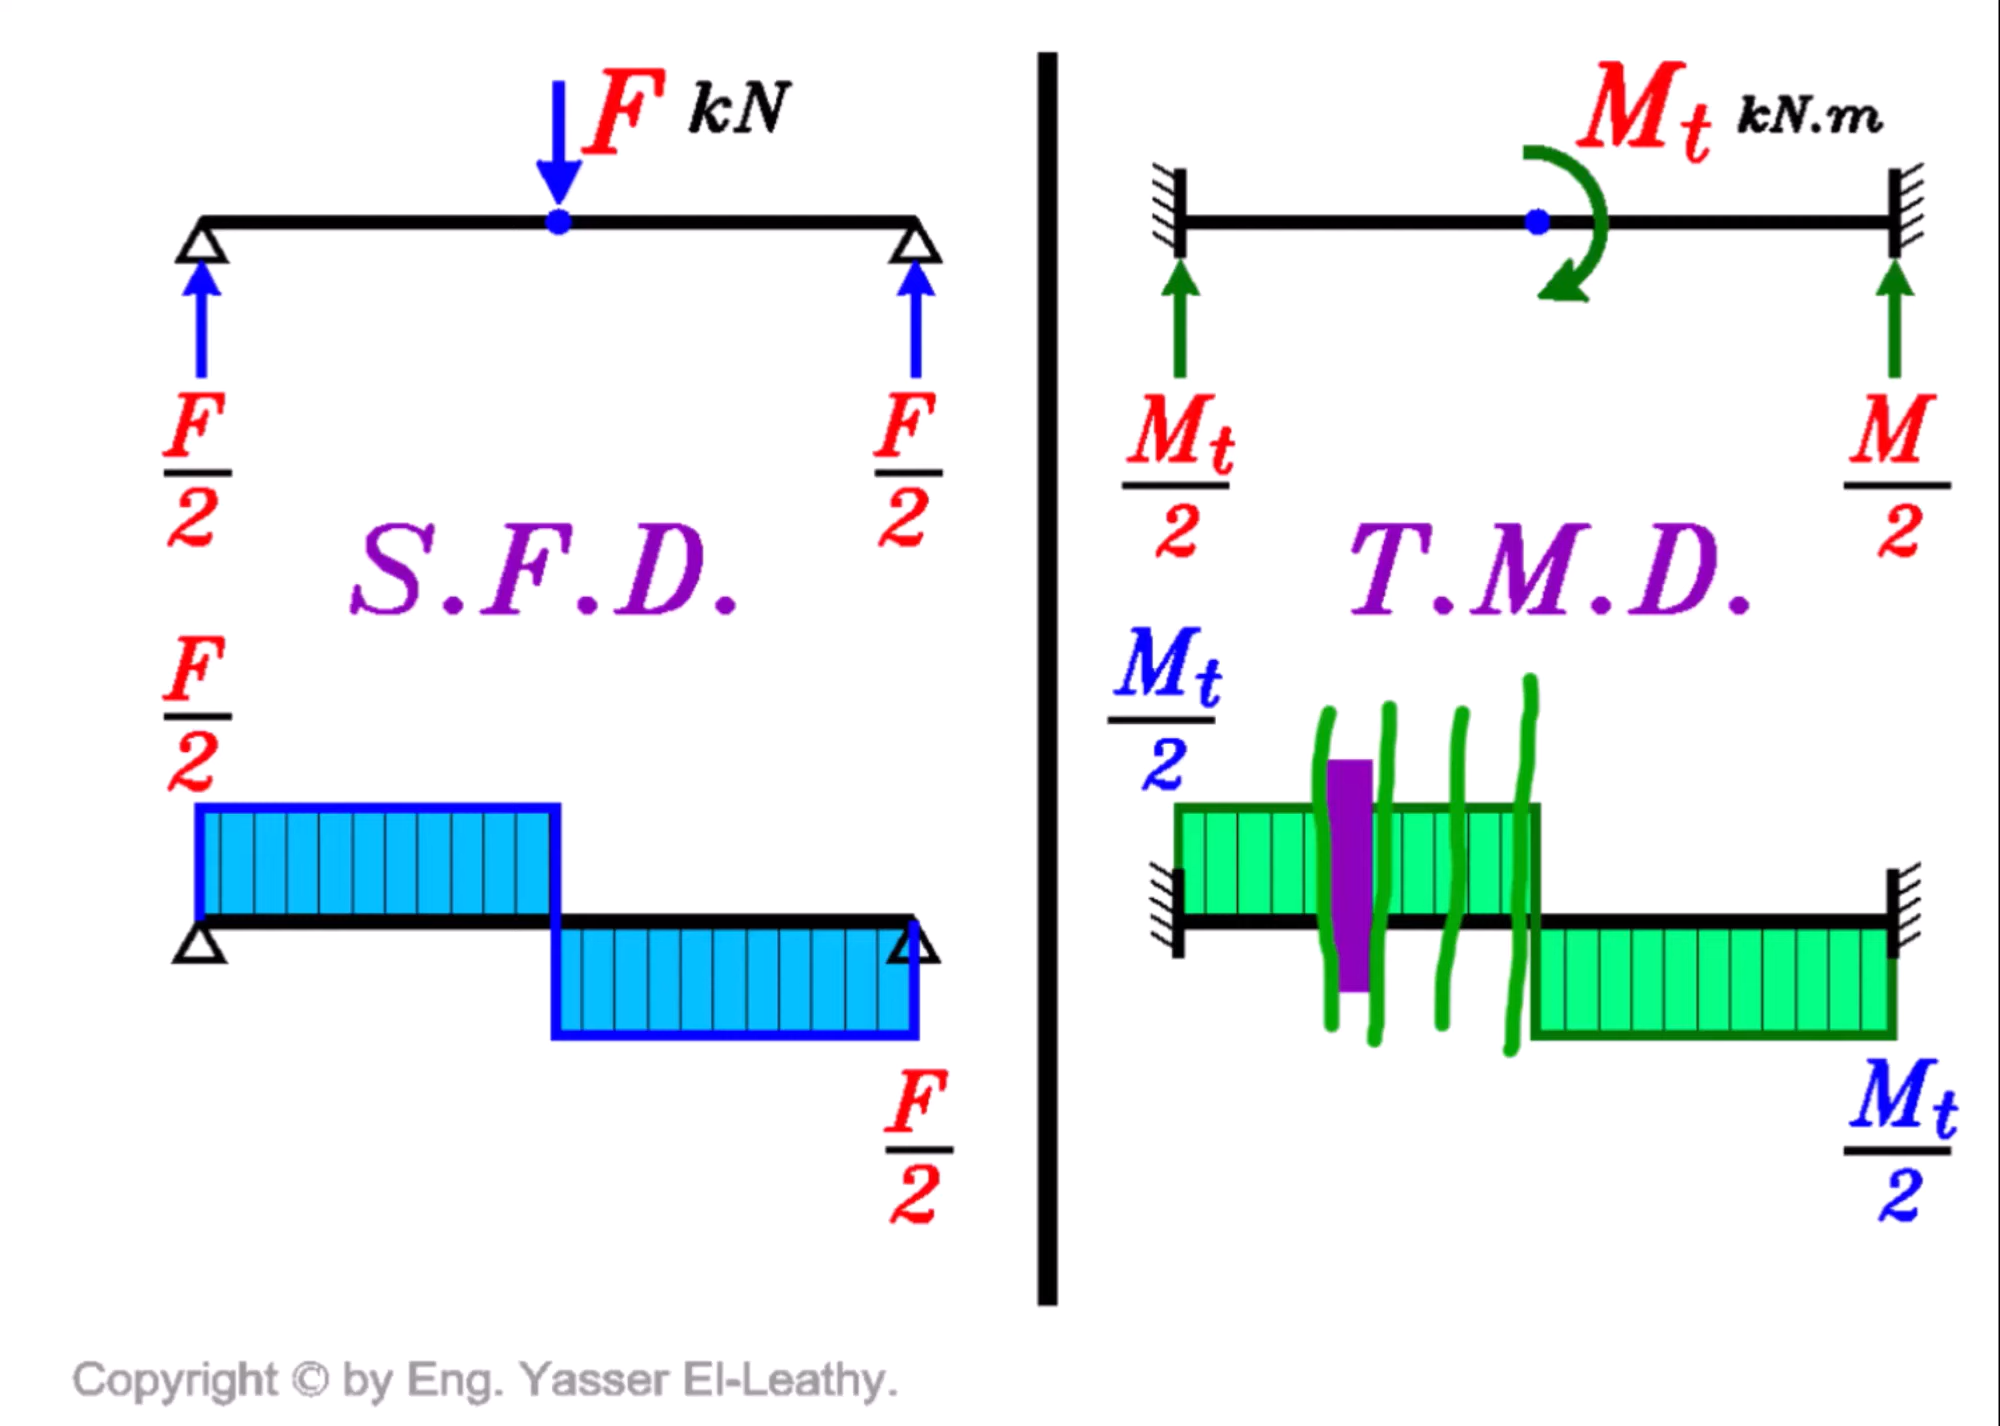 F kN
F/2
F/2
S.F.D.
F/2
F/2
Mt kN.m
Mt/2
M/2
T.M.D.
Mt/2
Mt/2
Copyright © by Eng. Yasser El-Leathy.